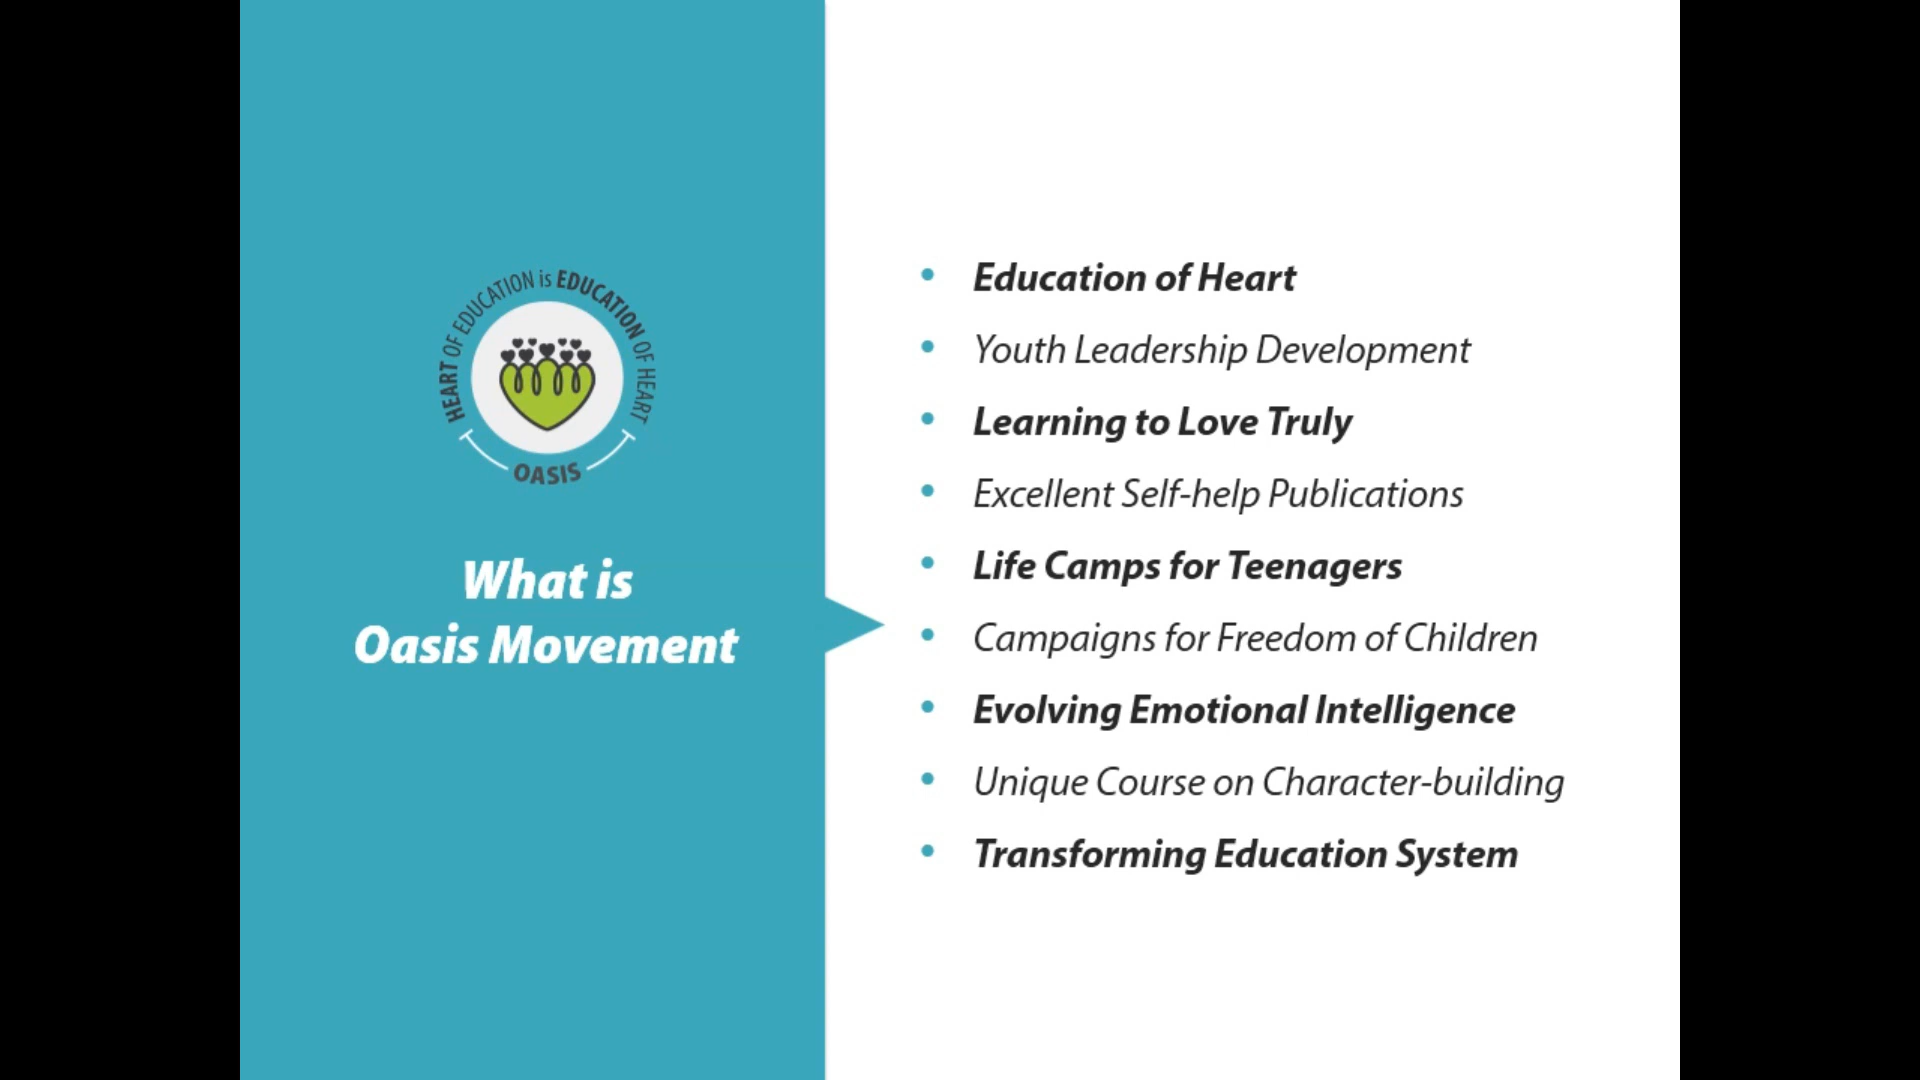 HEART OF EDUCATION is EDUCATION OF HEART
OASIS
What is
Oasis Movement
• Education of Heart
• Youth Leadership Development
• Learning to Love Truly
• Excellent Self-help Publications
• Life Camps for Teenagers
• Campaigns for Freedom of Children
• Evolving Emotional Intelligence
• Unique Course on Character-building
• Transforming Education System